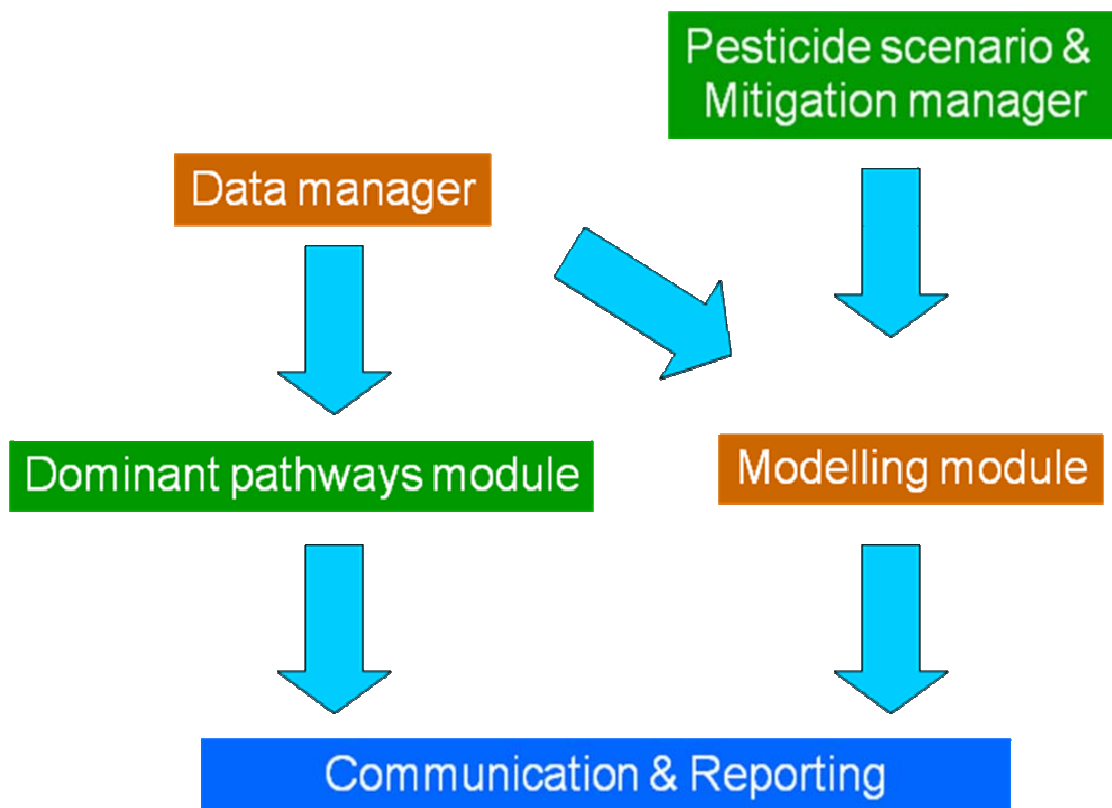 Pesticide scenario &
Mitigation manager
Data manager
Dominant pathways module
Modelling module
Communication & Reporting